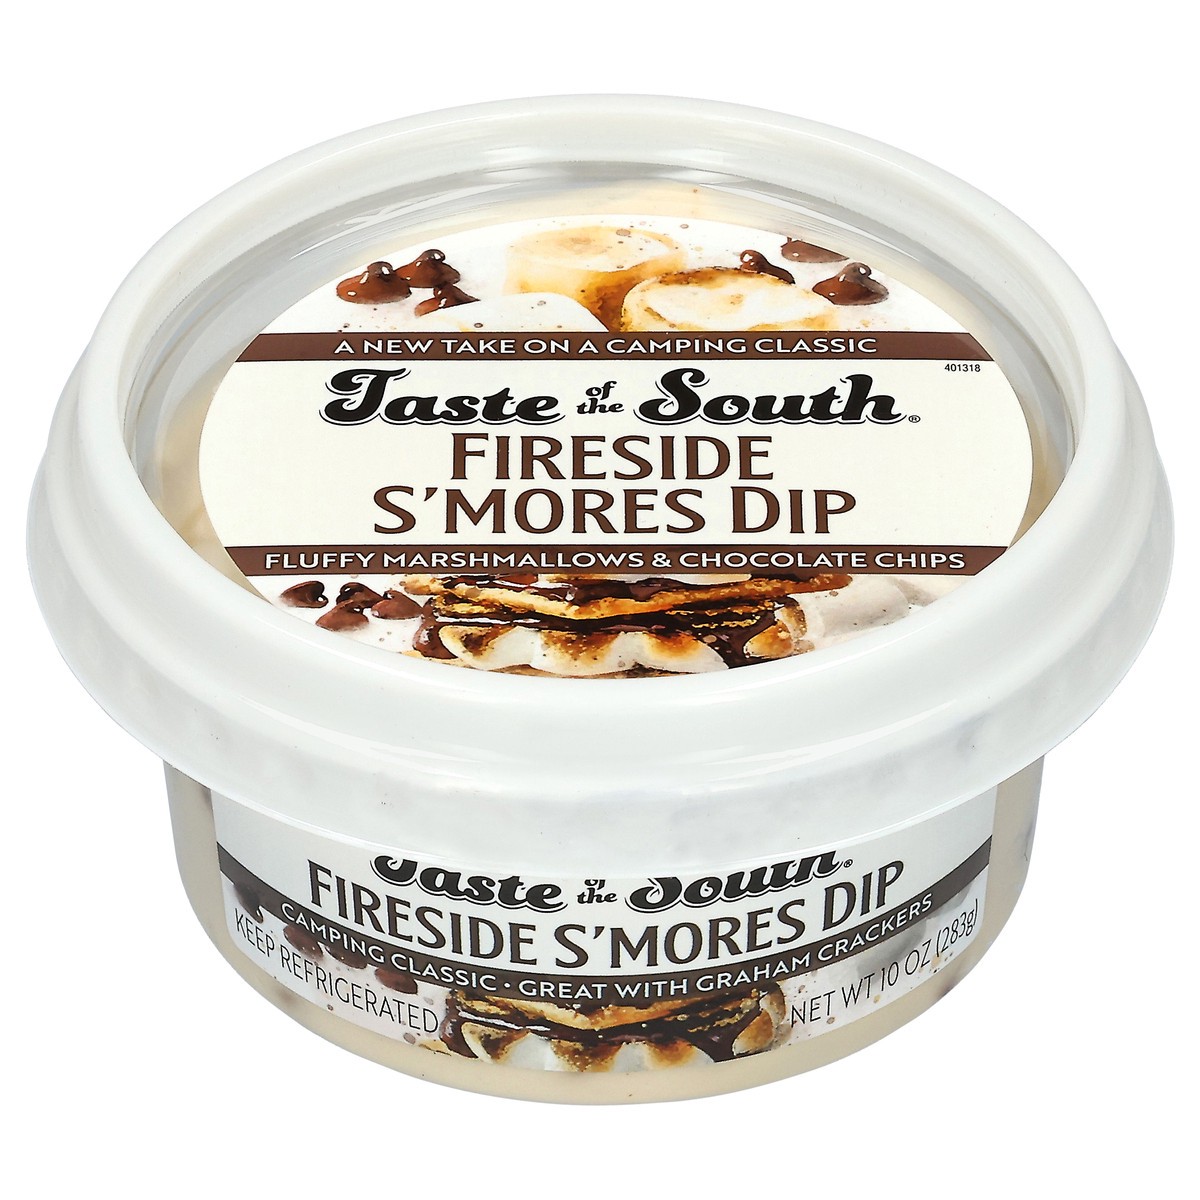 A NEW TAKE ON A CAMPING CLASSIC
401318
Taste of the South®
FIRESIDE
S'MORES DIP
FLUFFY MARSHMALLOWS & CHOCOLATE CHIPS
Taste of the South®
FIRESIDE S'MORES DIP
CAMPING CLASSIC • GREAT WITH GRAHAM CRACKERS
KEEP REFRIGERATED
NET WT 10 OZ (283g)